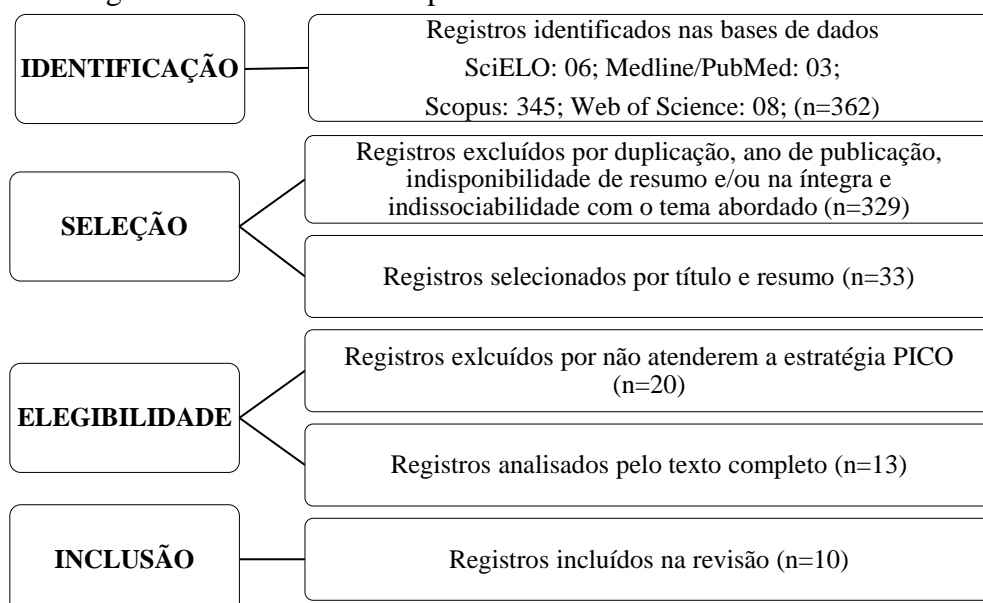 IDENTIFICAÇÃO
Registros identificados nas bases de dados
SciELO: 06; Medline/PubMed: 03;
Scopus: 345; Web of Science: 08; (n=362)
SELEÇÃO
Registros excluídos por duplicação, ano de publicação,
indisponibilidade de resumo e/ou na íntegra e
indissociabilidade com o tema abordado (n=329)
Registros selecionados por título e resumo (n=33)
ELEGIBILIDADE
Registros exlcuídos por não atenderem a estratégia PICO
(n=20)
Registros analisados pelo texto completo (n=13)
INCLUSÃO
Registros incluídos na revisão (n=10)